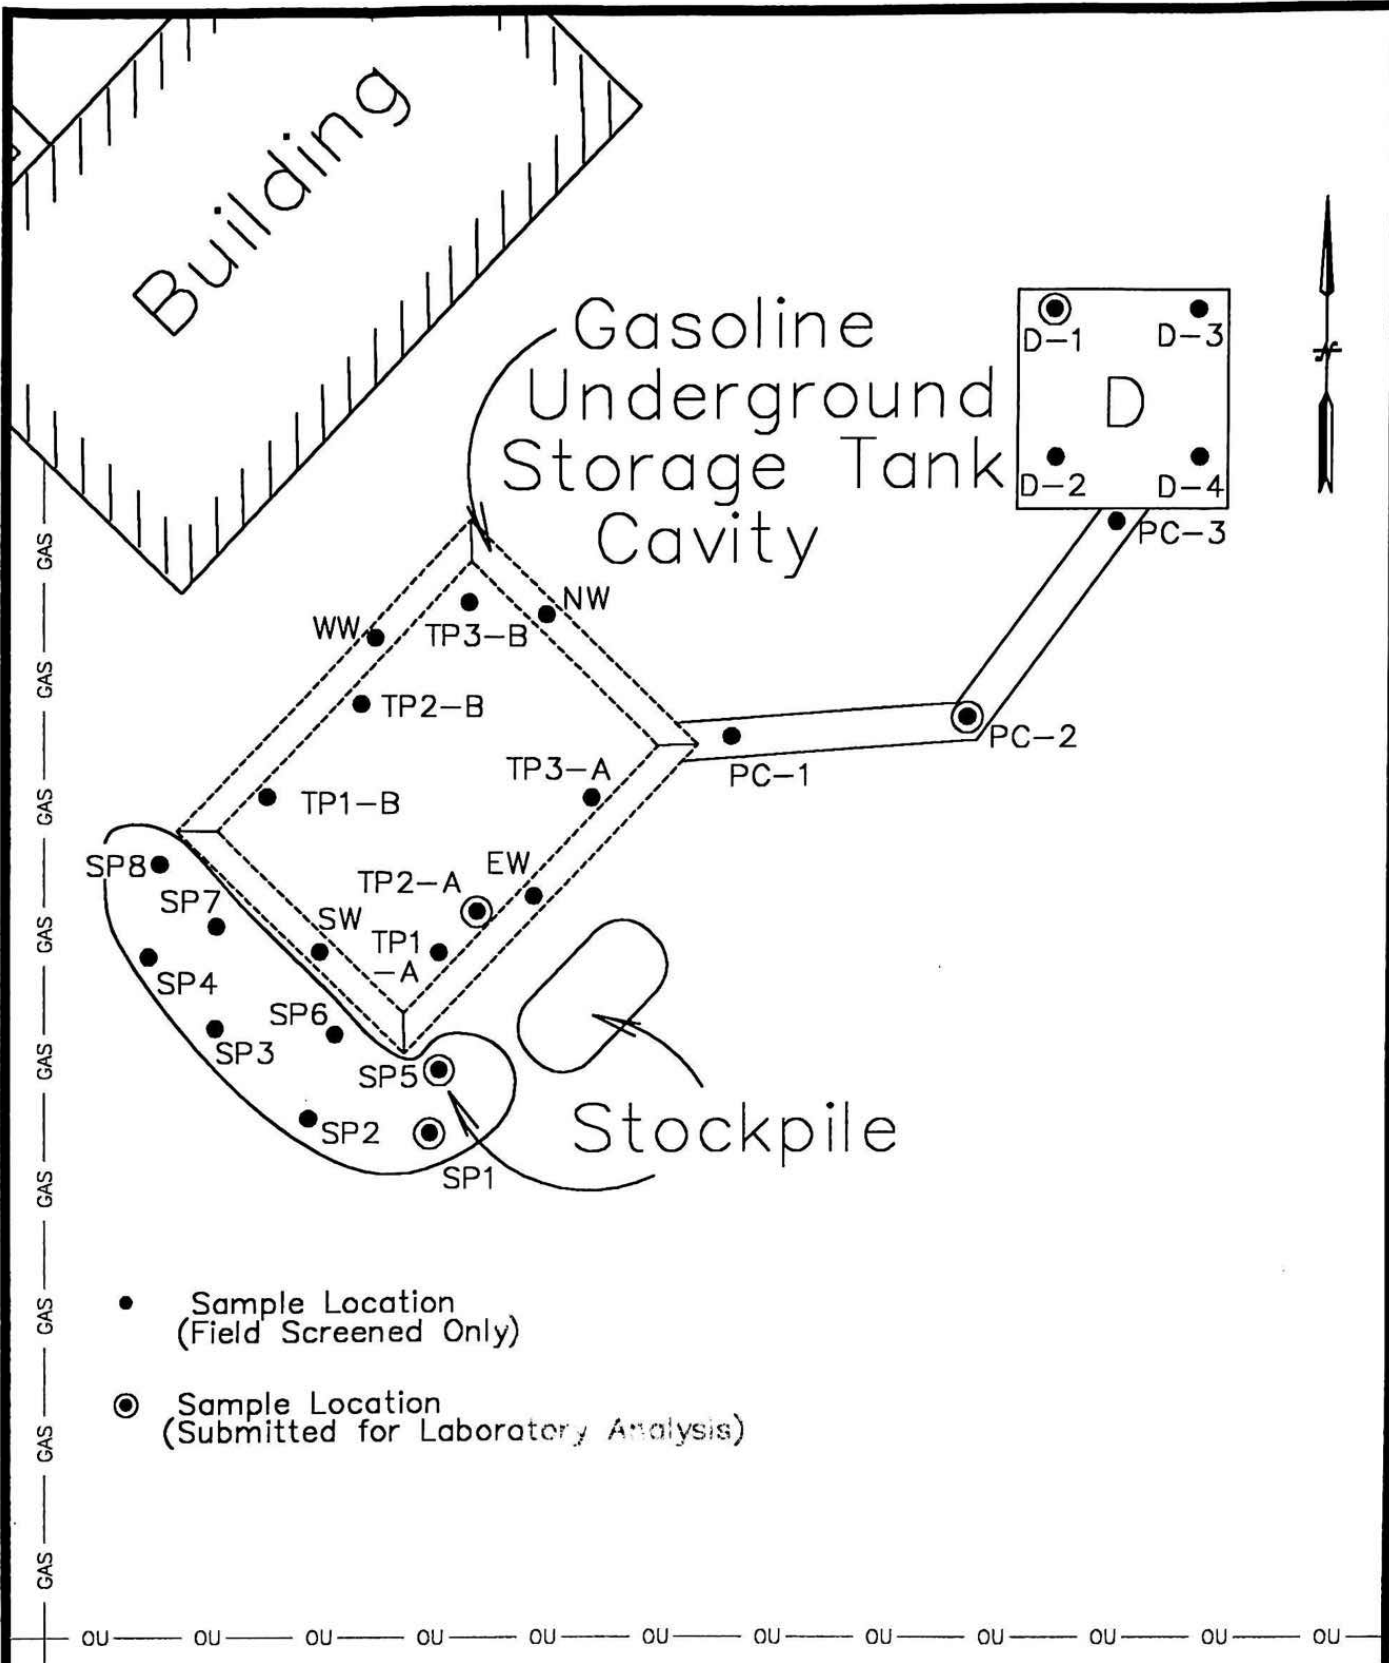 Building
Gasoline
Underground
Storage Tank
Cavity
D-1
D-3
D
D-2
D-4
PC-3
NW
WW
TP3-B
TP2-B
PC-2
TP3-A
PC-1
TP1-B
EW
SP8
TP2-A
SP7
SW
TP1
-A
SP4
SP6
SP3
SP5
Stockpile
SP2
SP1
Sample Location
(Field Screened Only)
Sample Location
(Submitted for Laboratory Analysis)
GAS
GAS
GAS
GAS
GAS
GAS
GAS
GAS
GAS
OU OU OU OU OU OU OU OU OU OU OU OU